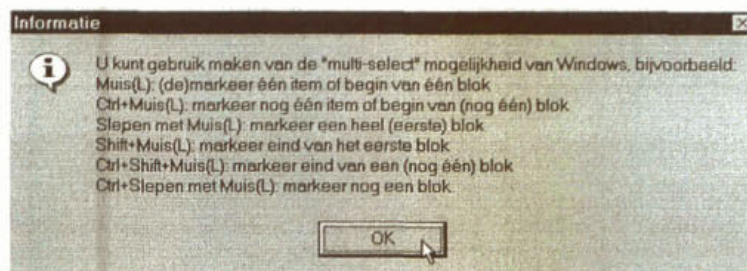 Informatie
U kunt gebruik maken van de "multi-select" mogelijkheid van Windows, bijvoorbeeld:
Muis(L): (de)markeer één item of begin van één blok
Ctrl+Muis(L): markeer nog één item of begin van (nog één) blok
Slepen met Muis(L): markeer een heel (eerste) blok
Shift+Muis(L): markeer eind van het eerste blok
Ctrl+Shift+Muis(L): markeer eind van een (nog één) blok
Ctrl+Slepen met Muis(L): markeer nog een blok
OK